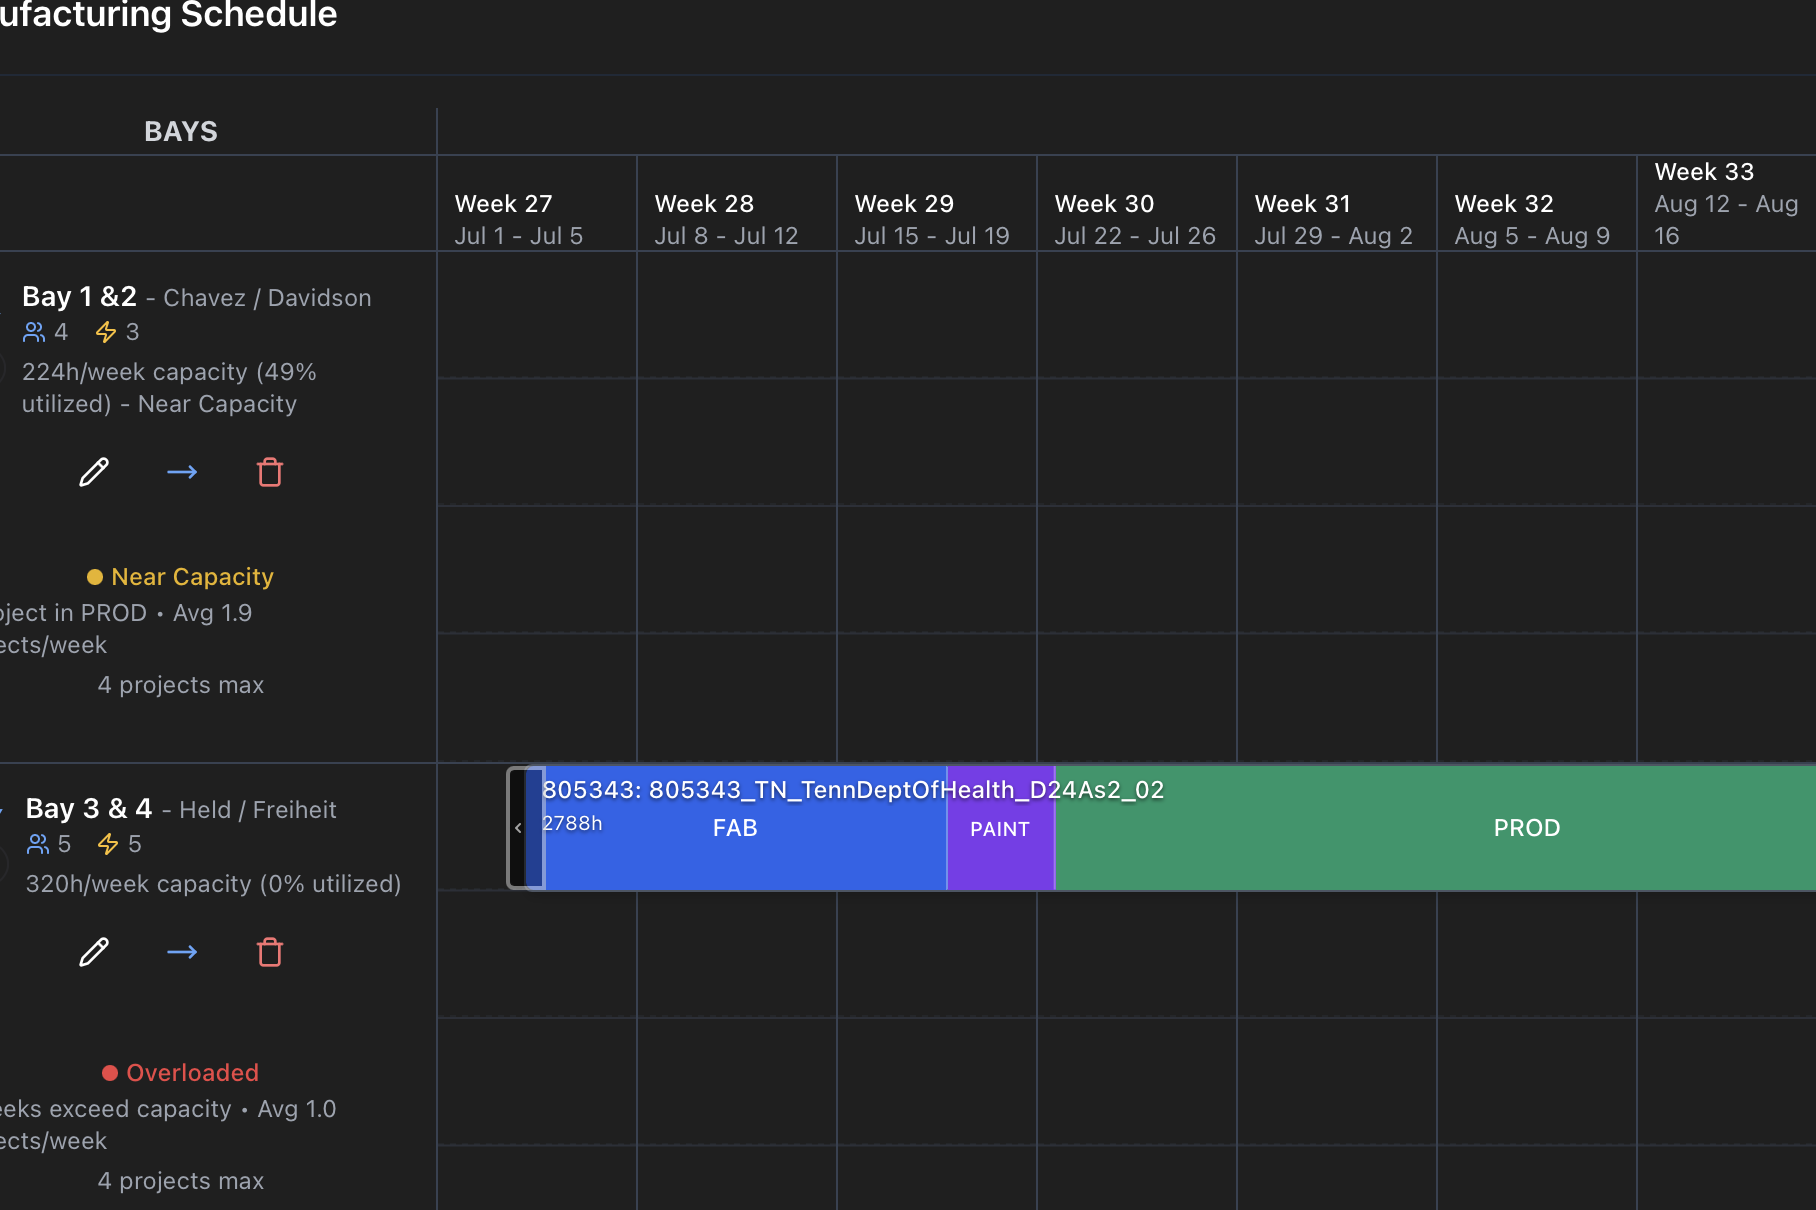 ufacturing Schedule
BAYS
Week 27
Jul 1 - Jul 5
Week 28
Jul 8 - Jul 12
Week 29
Jul 15 - Jul 19
Week 30
Jul 22 - Jul 26
Week 31
Jul 29 - Aug 2
Week 32
Aug 5 - Aug 9
Week 33
Aug 12 - Aug
16
Bay 1 &2 - Chavez / Davidson
4 3
224h/week capacity (49%
utilized) - Near Capacity
Near Capacity
oject in PROD • Avg 1.9
ects/week
4 projects max
Bay 3 & 4 - Held / Freiheit
5 5
320h/week capacity (0% utilized)
Overloaded
eeks exceed capacity • Avg 1.0
ects/week
4 projects max
805343: 805343_TN_TennDeptOfHealth_D24As2_02
2788h
FAB
PAINT
PROD